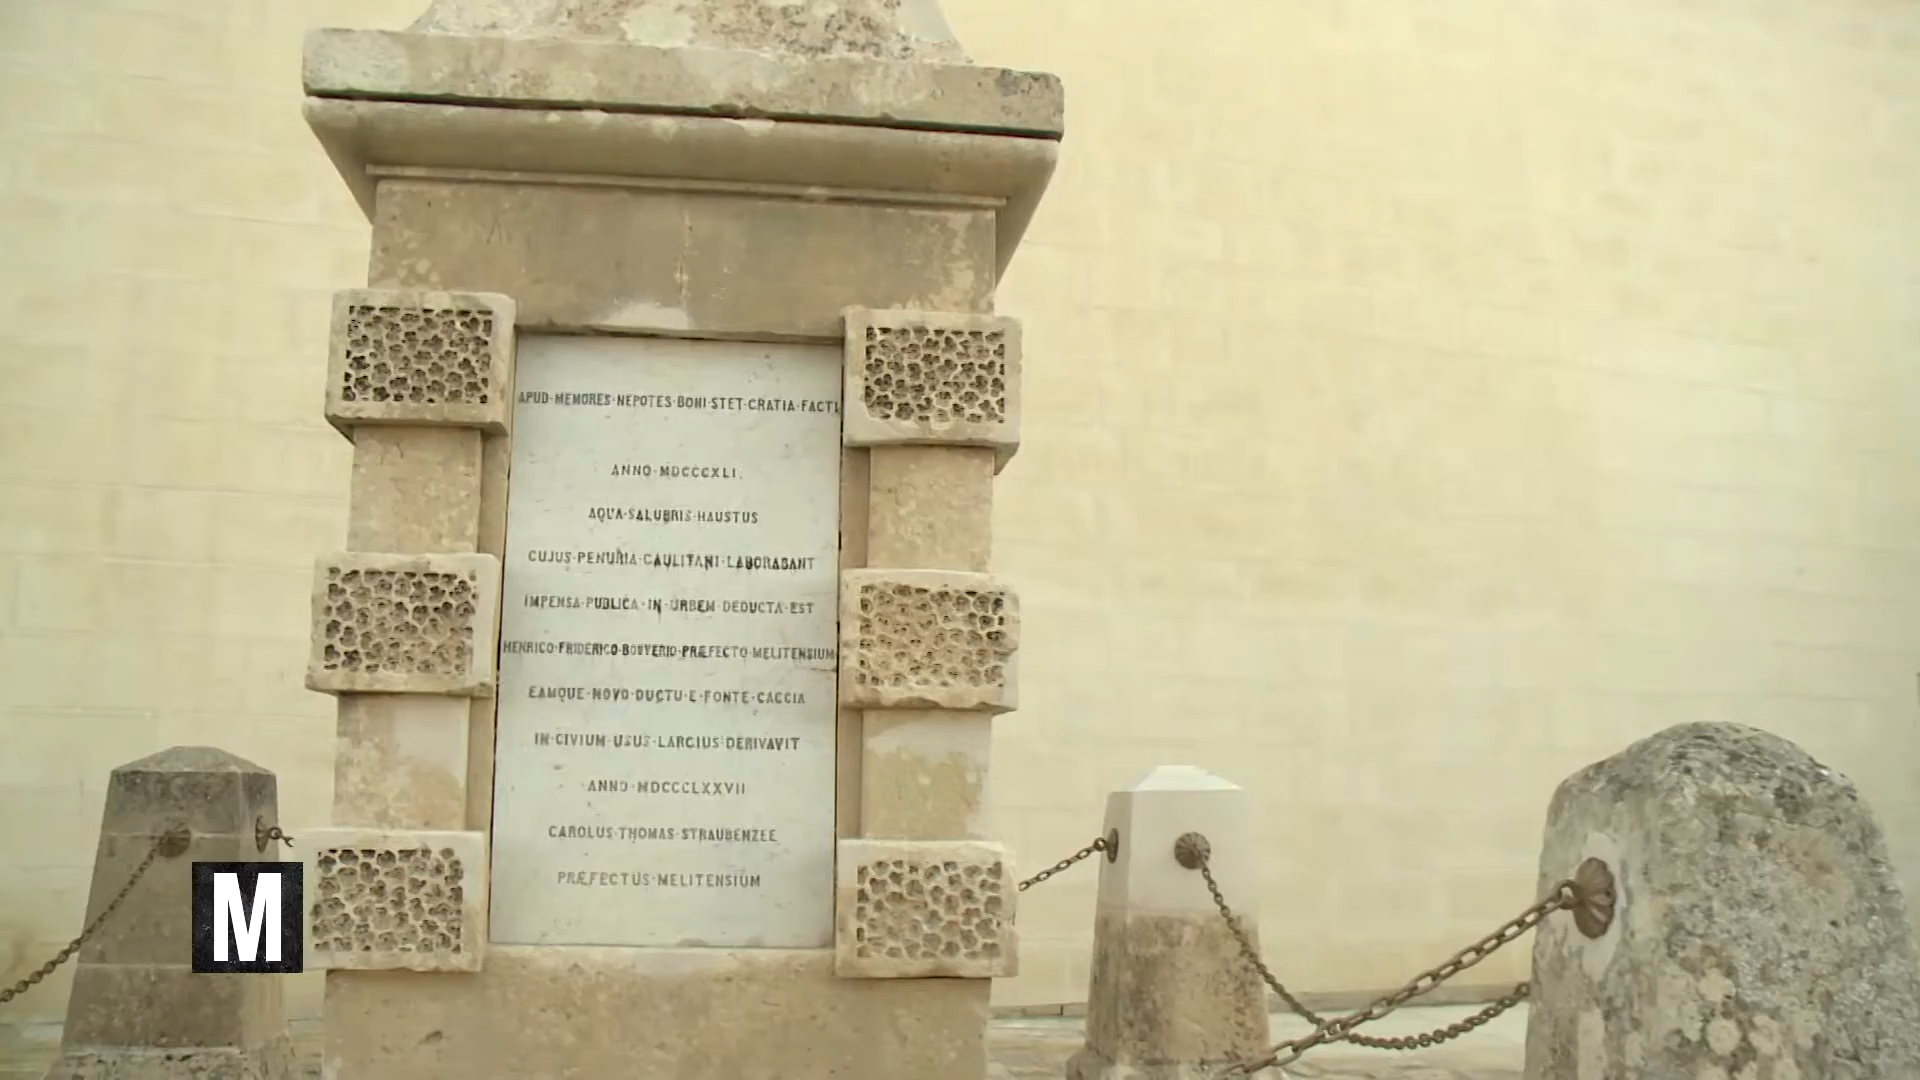 APUD·MEMORES·NEPOTES·BONI·STET·GRATIA·FACTI
ANNO·MDCCCXLI.
AQUA·SALUBRIS·HAUSTUS
CUJUS·PENURIA·GAULITANI·LABORABANT
IMPENSA·PUBLICA·IN·URBEM·DEDUCTA·EST
HENRICO·FRIDERICO·BOUVERIO·PRÆFECTO·MELITENSIUM
EAMQUE·NOVO·DUCTU·E·FONTE·GACCIA
IN·CIVIUM·USUS·LARGIUS·DERIVAVIT
ANNO·MDCCCLXXVII
CAROLUS·THOMAS·STRAUBENZEE
PRÆFECTUS·MELITENSIUM
M